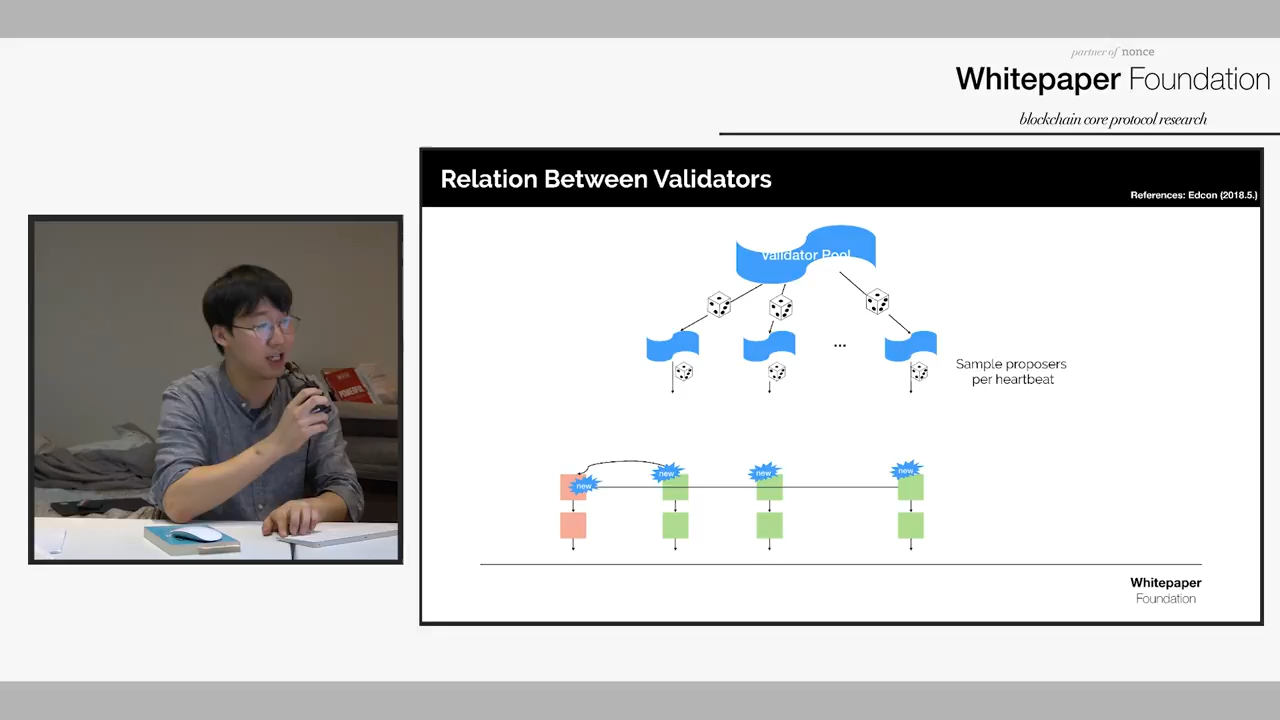 partner of nonce
Whitepaper Foundation
blockchain core protocol research
Relation Between Validators
References: Edcon (2018.5.)
Validator Pool
...
Sample proposers
per heartbeat
new
new
new
new
Whitepaper
Foundation